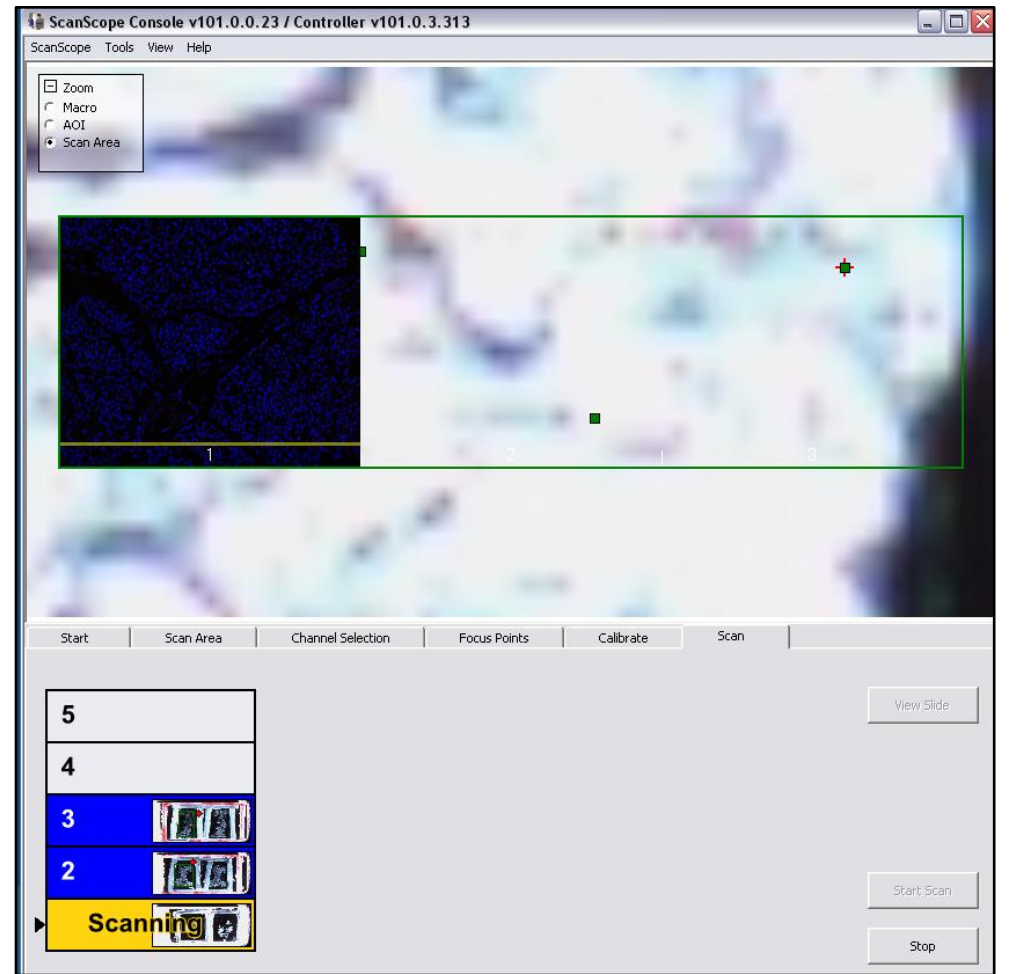 ScanScope Console v101.0.0.23 / Controller v101.0.3.313
ScanScope Tools View Help
Zoom
Macro
AOI
Scan Area
1 2 3
Start Scan Area Channel Selection Focus Points Calibrate Scan
View Slide
5
4
3
2
Scanning
Start Scan
Stop